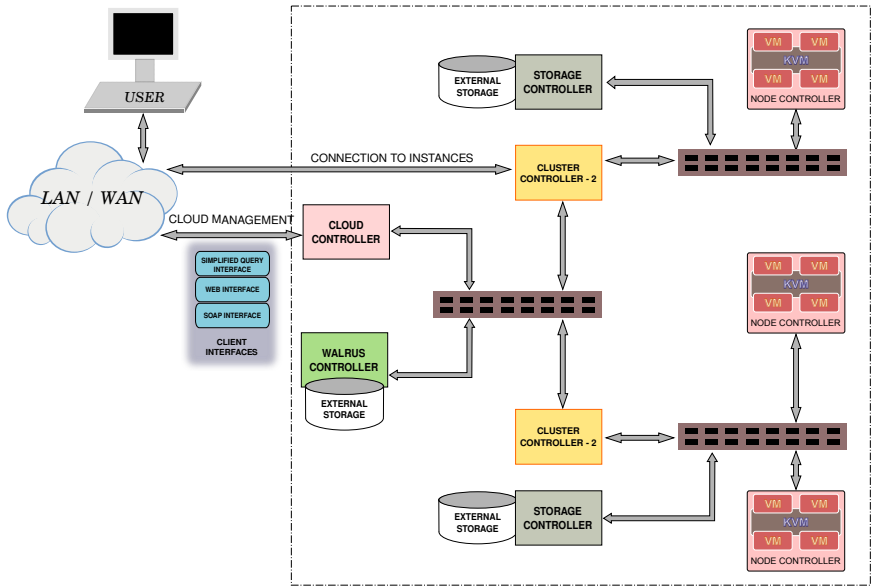 USER
LAN / WAN
CONNECTION TO INSTANCES
CLOUD MANAGEMENT
SIMPLIFIED QUERY
INTERFACE
WEB INTERFACE
SOAP INTERFACE
CLIENT
INTERFACES
CLOUD
CONTROLLER
WALRUS
CONTROLLER
EXTERNAL
STORAGE
EXTERNAL
STORAGE
STORAGE
CONTROLLER
CLUSTER
CONTROLLER - 2
VM VM
KVM
VM VM
NODE CONTROLLER
VM VM
KVM
VM VM
NODE CONTROLLER
CLUSTER
CONTROLLER - 2
EXTERNAL
STORAGE
STORAGE
CONTROLLER
VM VM
KVM
VM VM
NODE CONTROLLER